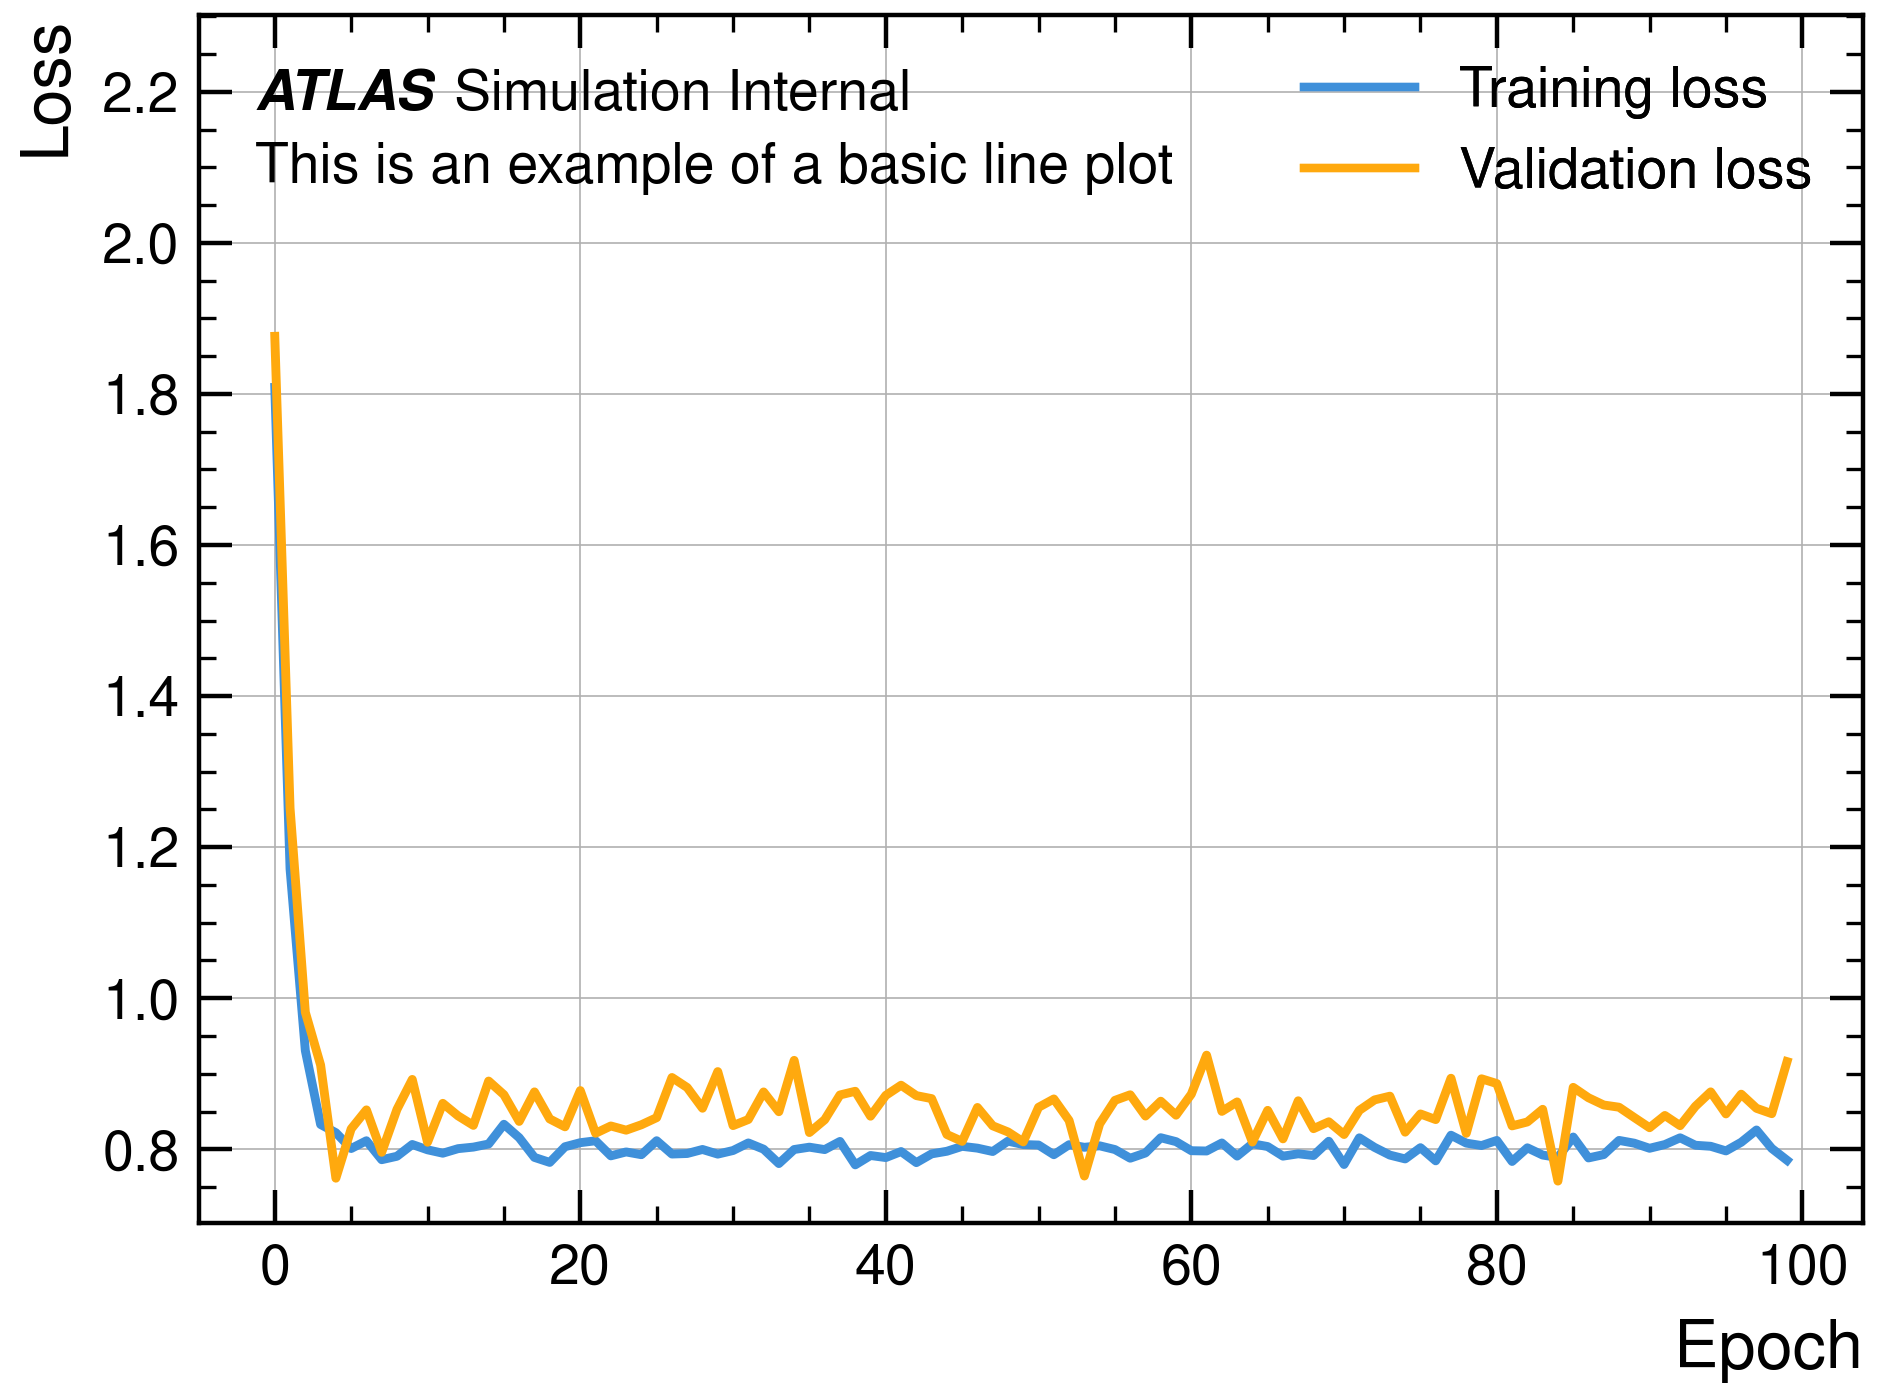 Loss
ATLAS Simulation Internal
This is an example of a basic line plot
Training loss
Validation loss
2.2
2.0
1.8
1.6
1.4
1.2
1.0
0.8
0 20 40 60 80 100
Epoch